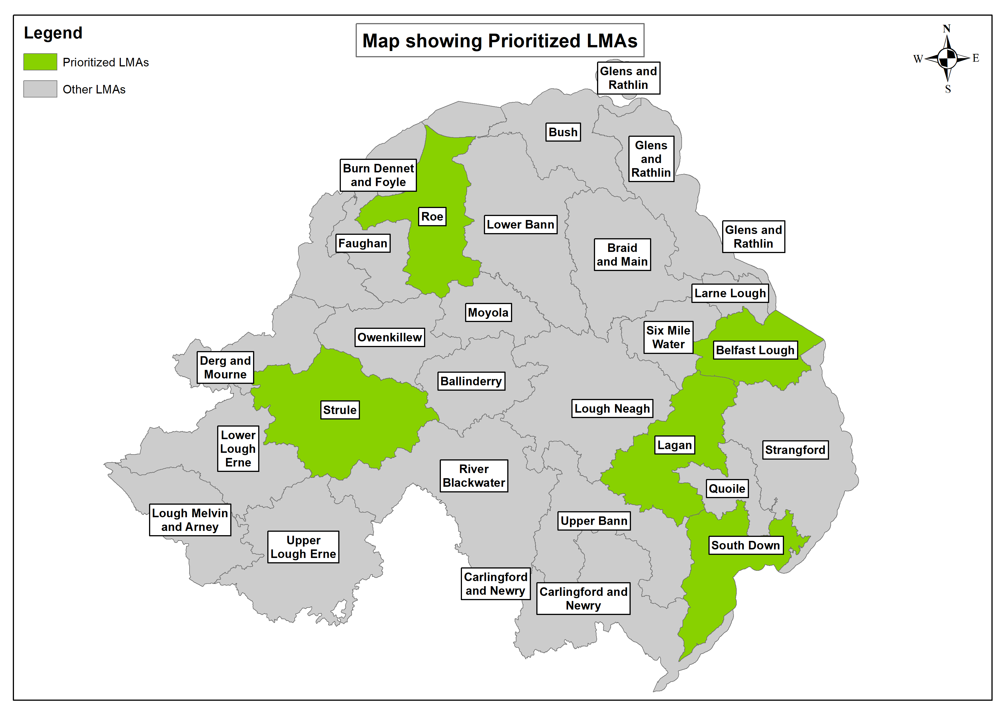 Legend
Prioritized LMAs
Other LMAs
Map showing Prioritized LMAs
N
W
E
S
Glens and
Rathlin
Bush
Glens
and
Rathlin
Burn Dennet
and Foyle
Roe
Lower Bann
Glens and
Rathlin
Faughan
Braid
and Main
Larne Lough
Moyola
Owenkillew
Six Mile
Water
Belfast Lough
Derg and
Mourne
Ballinderry
Strule
Lough Neagh
Lower
Lough
Erne
Lagan
Strangford
River
Blackwater
Quoile
Lough Melvin
and Arney
Upper Bann
Upper
Lough Erne
South Down
Carlingford
and Newry
Carlingford and
Newry